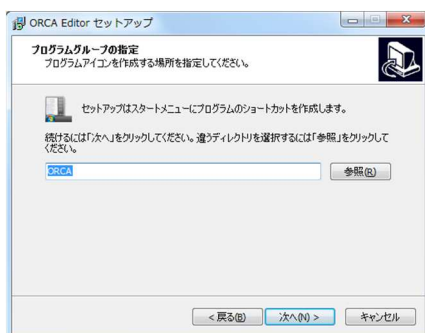 ORCA Editor セットアップ
プログラムグループの指定
プログラムアイコンを作成する場所を指定してください。
セットアップはスタートメニューにプログラムのショートカットを作成します。
続けるには「次へ」をクリックしてください。違うディレクトリを選択するには「参照」をクリックして
ください。
ORCA 参照(R)
< 戻る(B) 次へ(N) > キャンセル